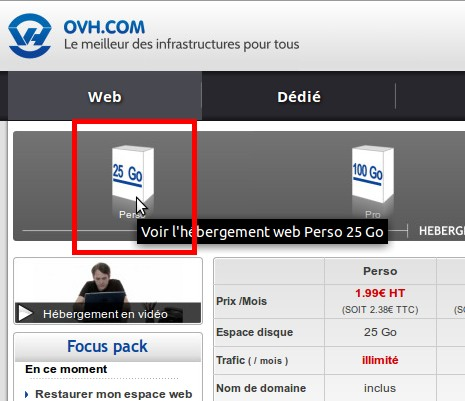 OVH.COM
Le meilleur des infrastructures pour tous
Web
Dédié
25 Go
100 Go
Perso
Pro
Voir l'hébergement web Perso 25 Go
Hébergement en vidéo
Focus pack
En ce moment
Restaurer mon espace web
Perso
Prix /Mois
1.99€ HT
(SOIT 2.38€ TTC)
Espace disque
25 Go
Trafic ( / mois )
illimité
Nom de domaine
inclus